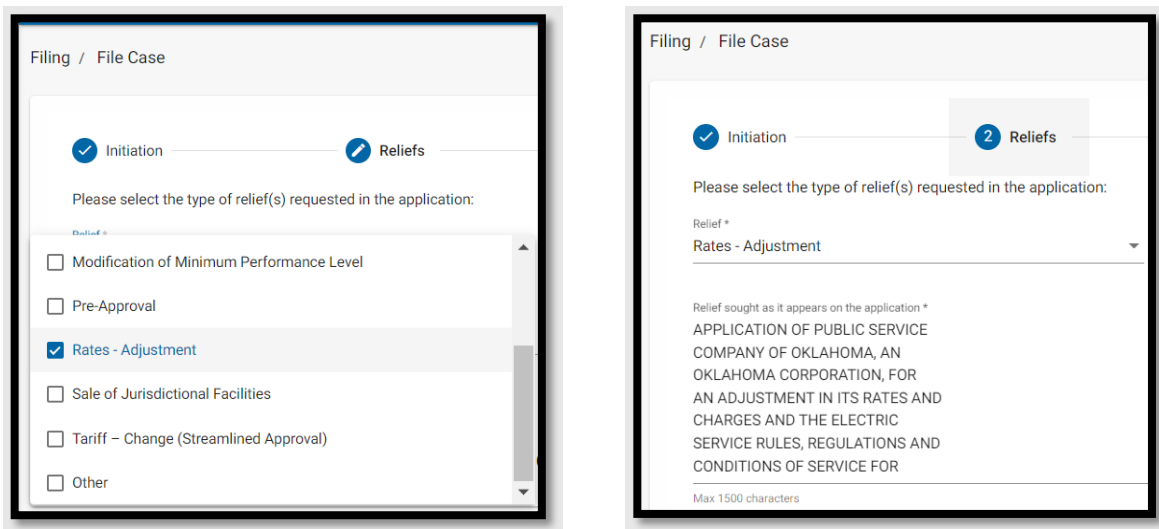 Filing / File Case
Initiation
Reliefs
Please select the type of relief(s) requested in the application:
Relief *
Modification of Minimum Performance Level
Pre-Approval
Rates - Adjustment
Sale of Jurisdictional Facilities
Tariff – Change (Streamlined Approval)
Other
Filing / File Case
Initiation
2 Reliefs
Please select the type of relief(s) requested in the application:
Relief *
Rates - Adjustment
Relief sought as it appears on the application *
APPLICATION OF PUBLIC SERVICE
COMPANY OF OKLAHOMA, AN
OKLAHOMA CORPORATION, FOR
AN ADJUSTMENT IN ITS RATES AND
CHARGES AND THE ELECTRIC
SERVICE RULES, REGULATIONS AND
CONDITIONS OF SERVICE FOR
Max 1500 characters